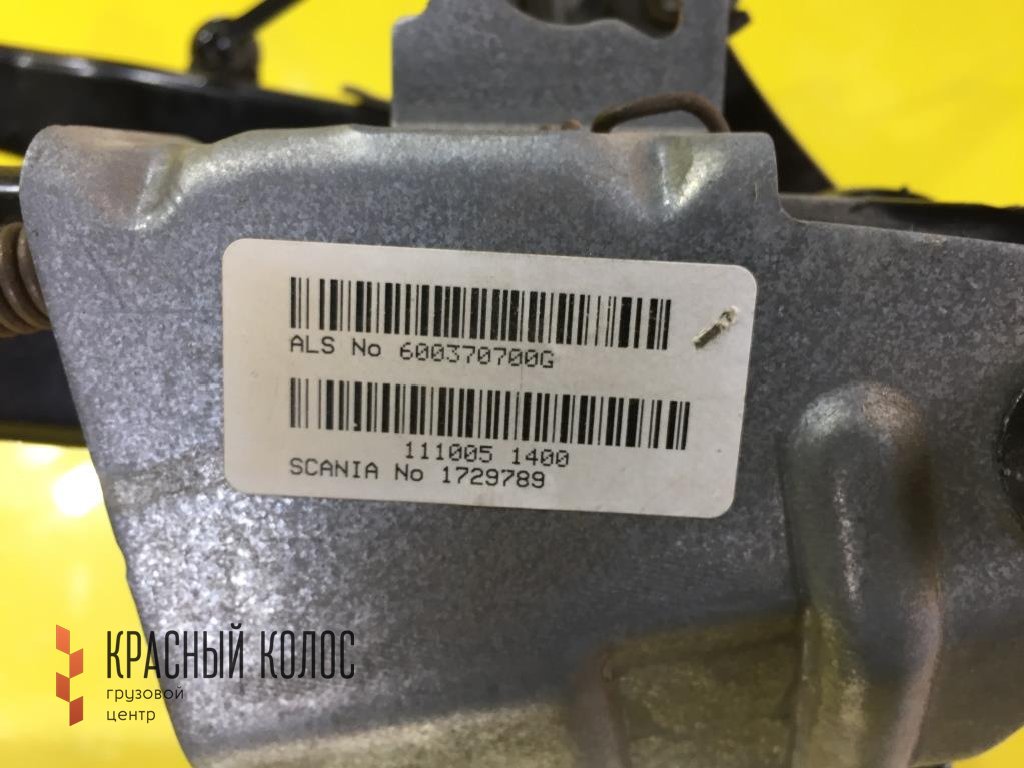 ALS No 600370700G
111005 1400
SCANIA No 1729789
КРАСНЫЙ КОЛОС
грузовой
центр